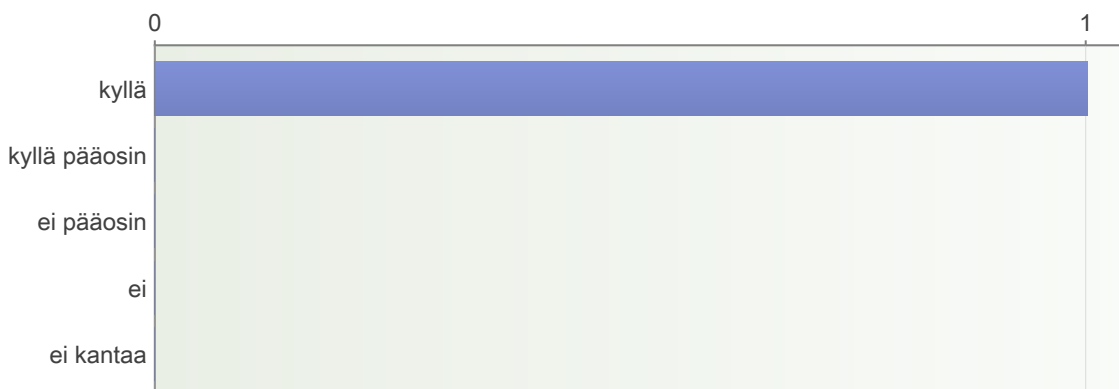 0 1
kyllä
kyllä pääosin
ei pääosin
ei
ei kantaa